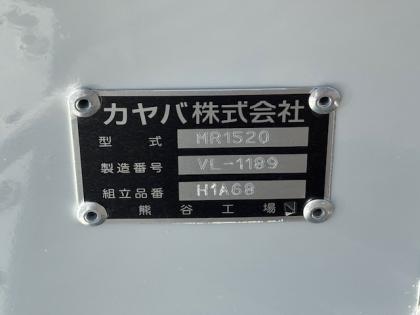 カヤバ株式会社
型式 MR1520
製造番号 VL-1189
組立品番 H1A68
熊谷工場